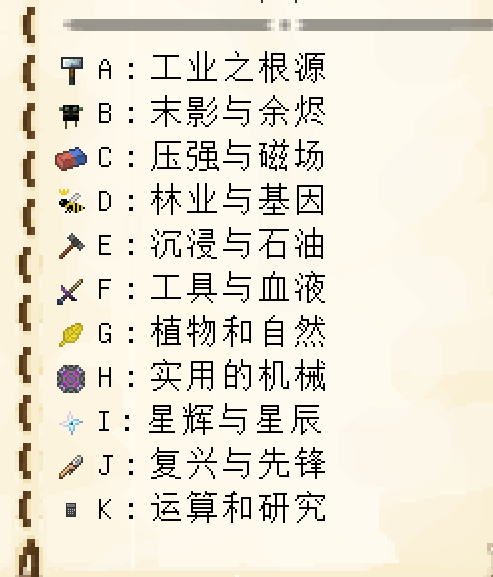 A：工业之根源
B：末影与余烬
C：压强与磁场
D：林业与基因
E：沉浸与石油
F：工具与血液
G：植物和自然
H：实用的机械
I：星辉与星辰
J：复兴与先锋
K：运算和研究